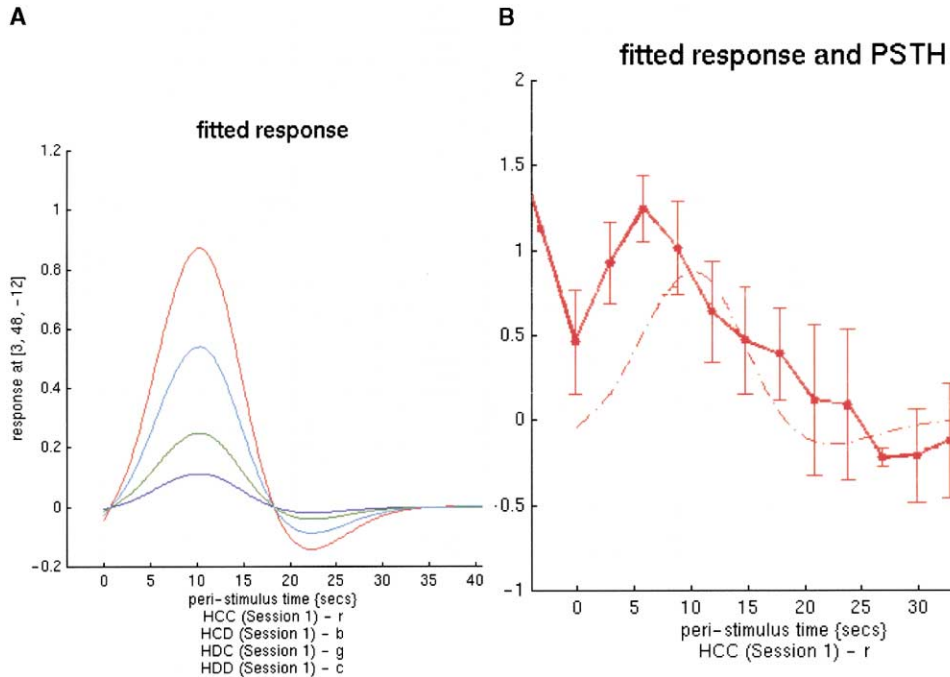 A
fitted response
1.2
1
0.8
0.6
0.4
0.2
0
-0.2
response at [3, 48, -12]
0 5 10 15 20 25 30 35 40
peri-stimulus time {secs}
HCC (Session 1) - r
HCD (Session 1) - b
HDC (Session 1) - g
HDD (Session 1) - c
B
fitted response and PSTH
2
1.5
1
0.5
0
-0.5
-1
0 5 10 15 20 25 30
peri-stimulus time {secs}
HCC (Session 1) - r